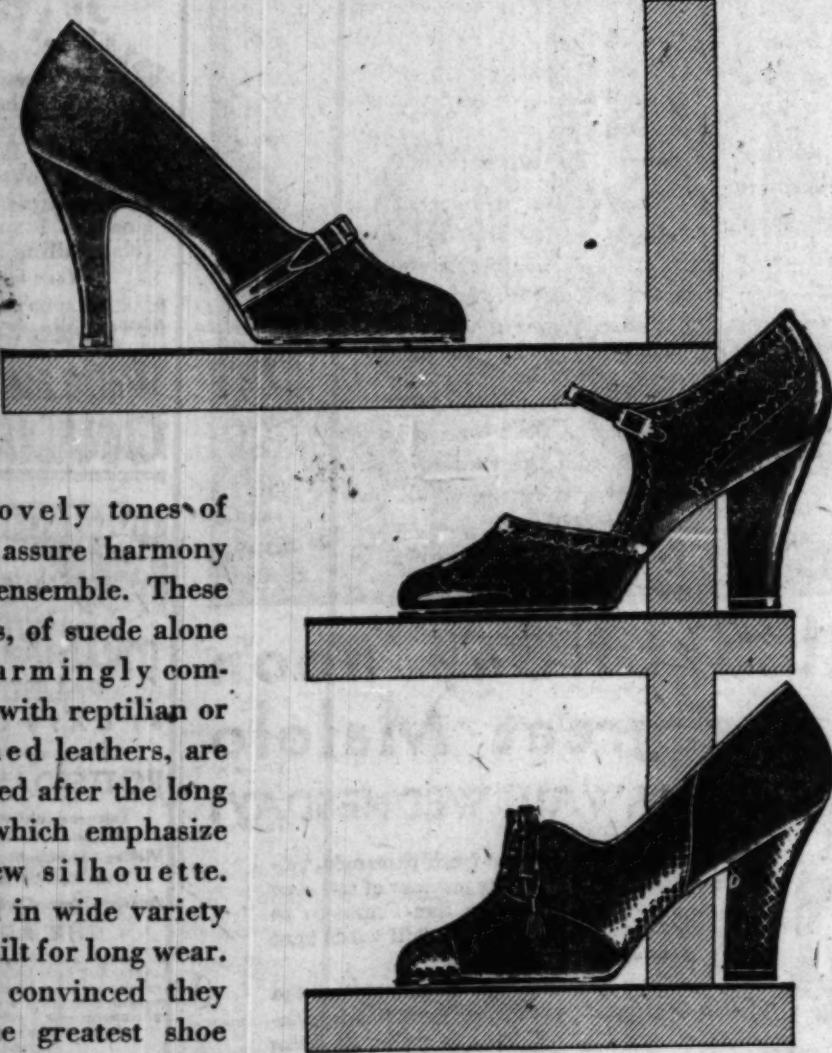 ovely tones of
assure harmony
ensemble. These
s, of suede alone
armingly com-
with reptilian or
ned leathers, are
ed after the long
which emphasize
ew silhouette.
in wide variety
ilt for long wear.
convinced they
e greatest shoe